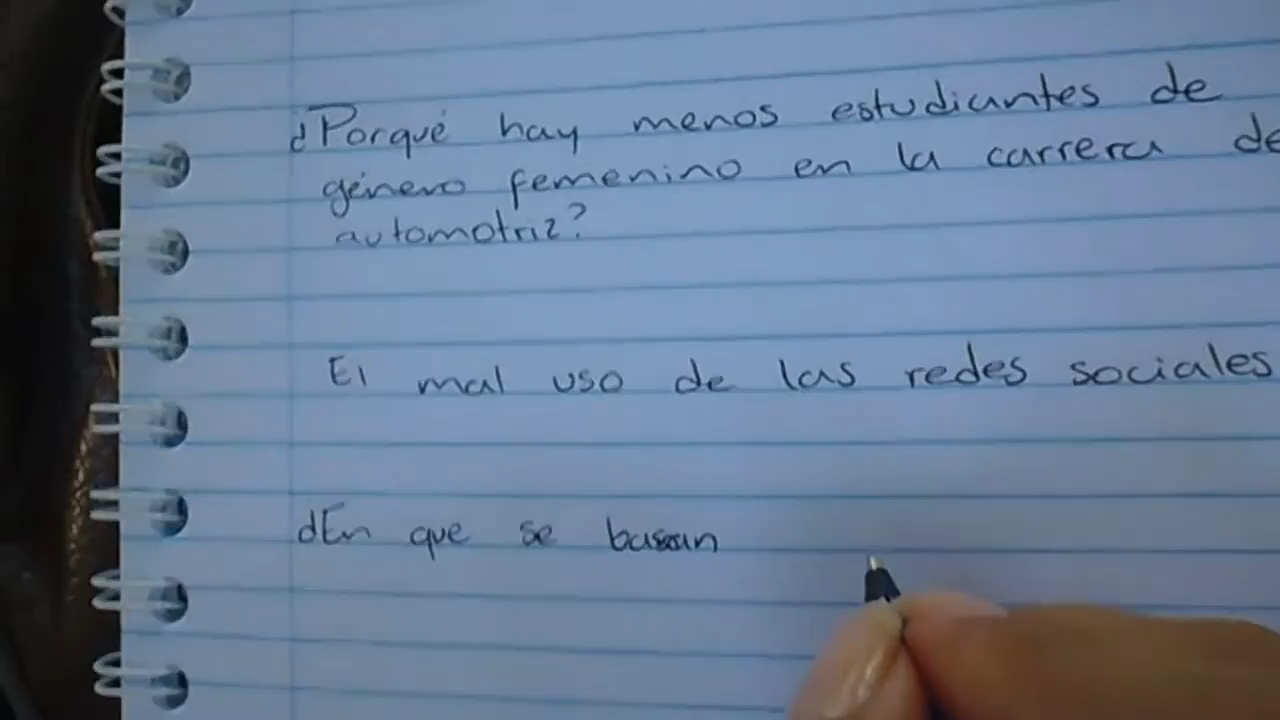 ¿Porqué hay menos estudiantes de
género femenino en la carrera de
automotriz?
El mal uso de las redes sociales
¿En que se basan